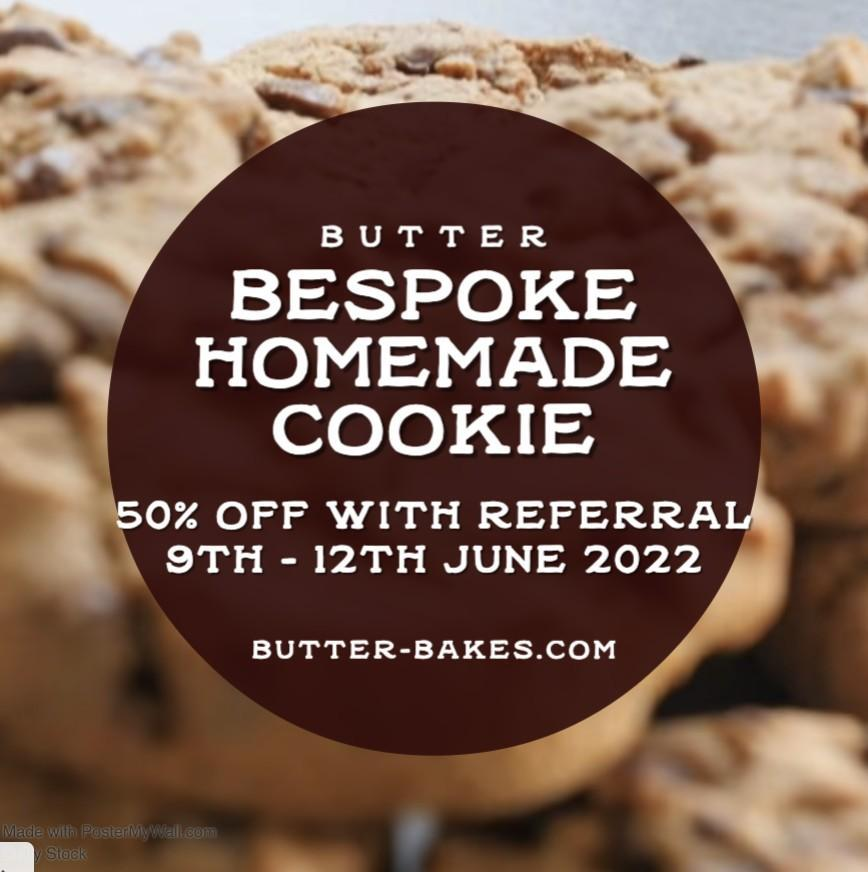 BUTTER
BESPOKE
HOMEMADE
COOKIE
50% OFF WITH REFERRAL
9TH - 12TH JUNE 2022
BUTTER-BAKES.COM
Made with PosterMyWall.com
Stock